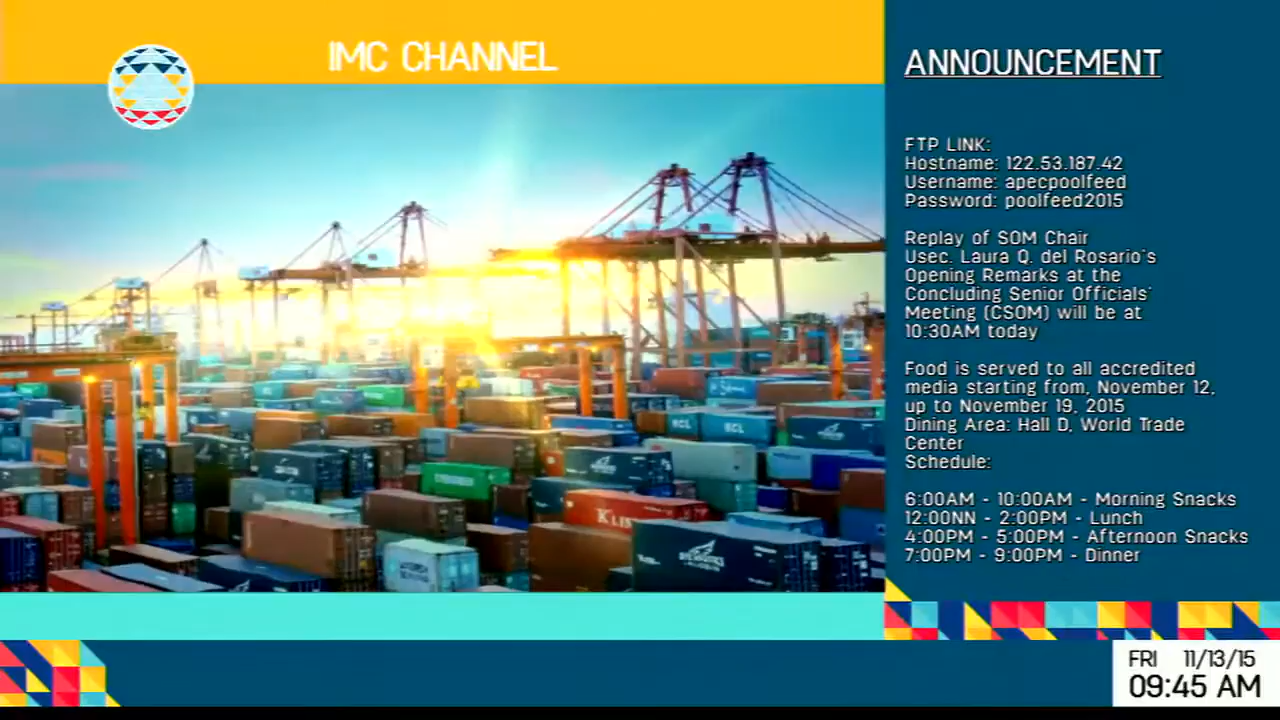 IMC CHANNEL
ANNOUNCEMENT
FTP LINK:
Hostname: 122.53.187.42
Username: apecpoolfeed
Password: poolfeed2015
Replay of SOM Chair
Usec. Laura Q. del Rosario's
Opening Remarks at the
Concluding Senior Officials'
Meeting (CSOM) will be at
10:30AM today
Food is served to all accredited
media starting from, November 12,
up to November 19, 2015
Dining Area: Hall D, World Trade
Center
Schedule:
6:00AM - 10:00AM - Morning Snacks
12:00NN - 2:00PM - Lunch
4:00PM - 5:00PM - Afternoon Snacks
7:00PM - 9:00PM - Dinner
FRI 11/13/15
09:45 AM